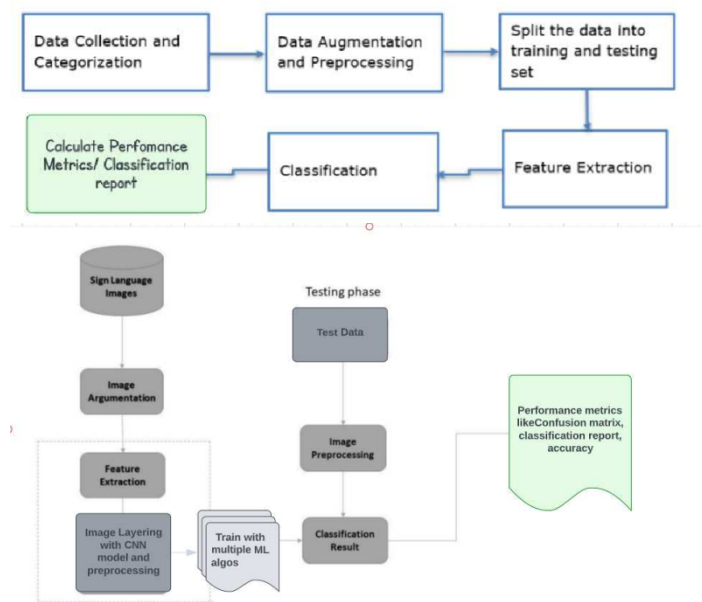 Data Collection and
Categorization
Data Augmentation
and Preprocessing
Split the data into
training and testing
set
Calculate Perfomance
Metrics/ Classification
report
Classification
Feature Extraction
Sign Language
Images
Testing phase
Test Data
Image
Argumentation
Performance metrics
likeConfusion matrix,
classification report,
accuracy
Image
Preprocessing
Feature
Extraction
Image Layering
with CNN
model and
preprocessing
Train with
multiple ML
algos
Classification
Result